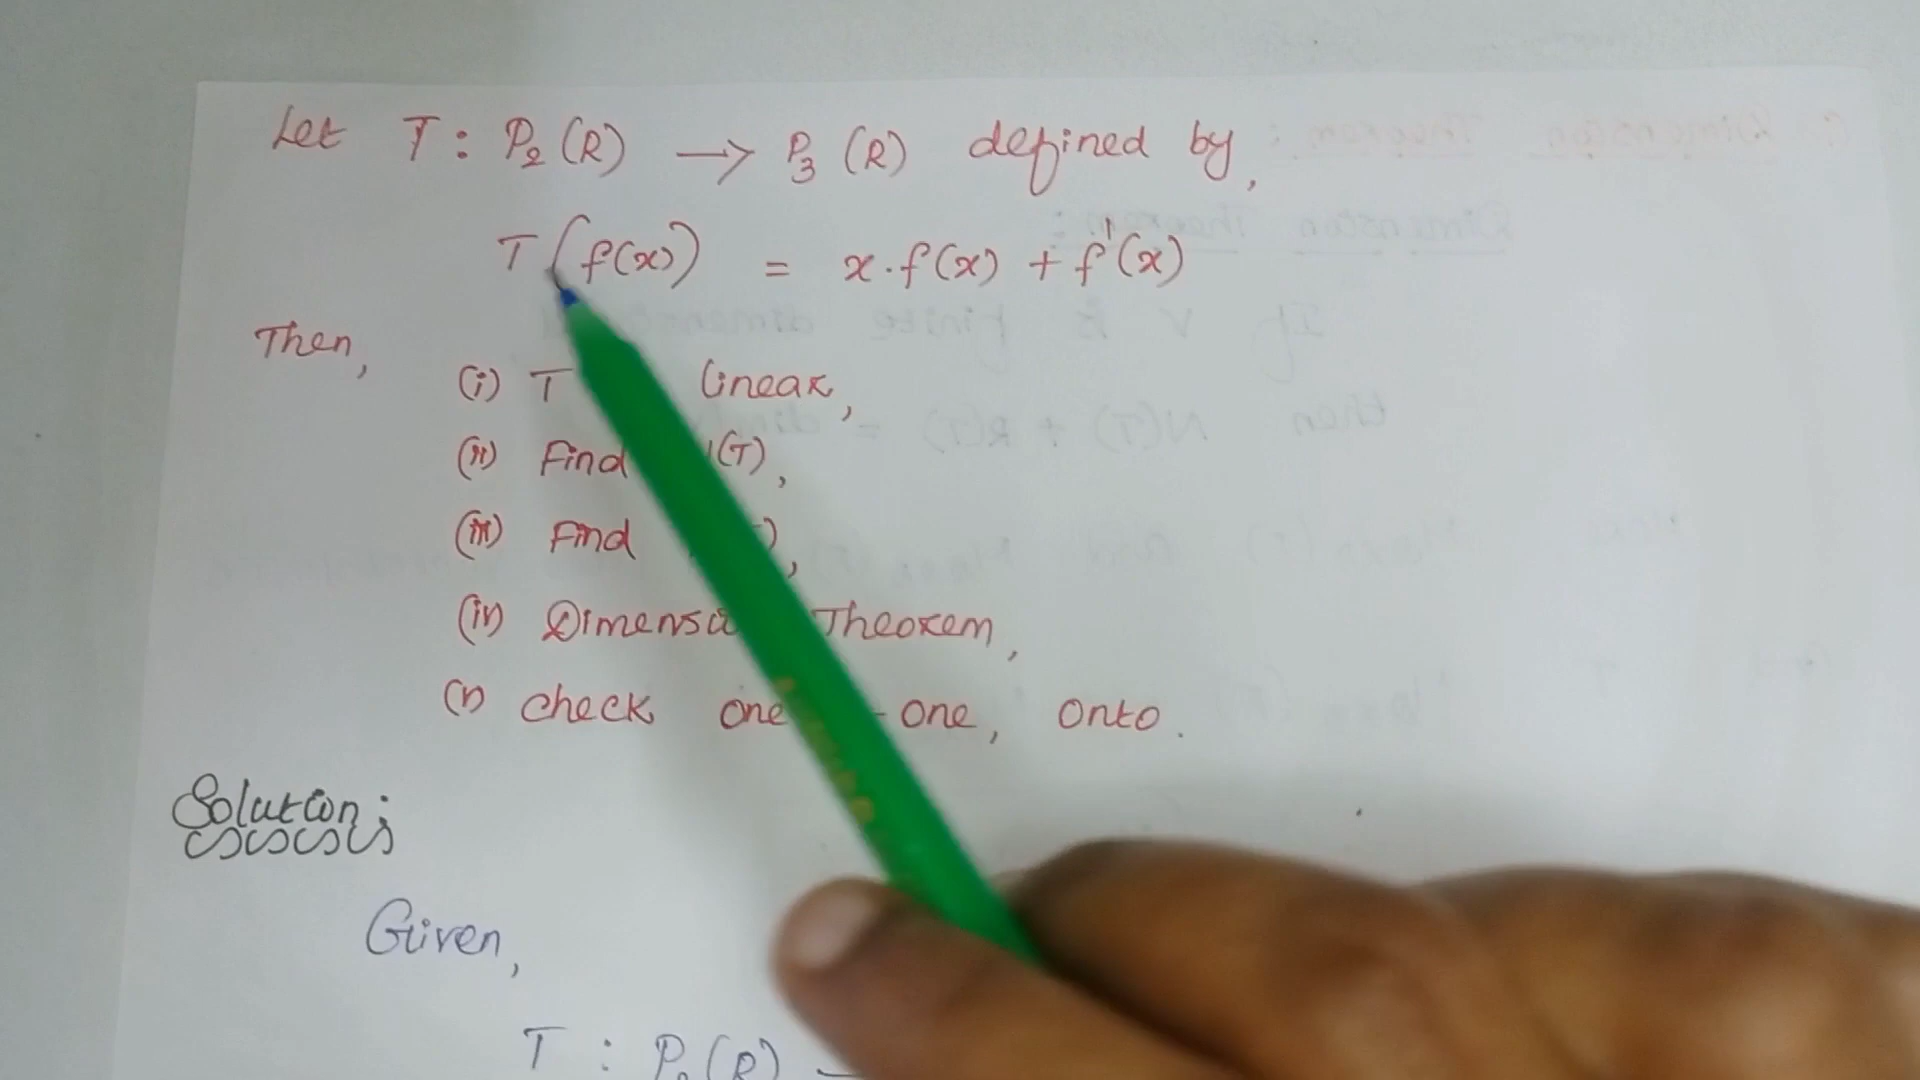 Let T : P₂(R) → P₃(R) defined by,
T(f(x)) = x·f(x) + f'(x)
Then,
(i) T linear,
(ii) Find (T),
(iii) Find ),
(iv) Dimension Theorem,
(v) check one - one, onto.
Solution:
Given,
T : P₂(R) →